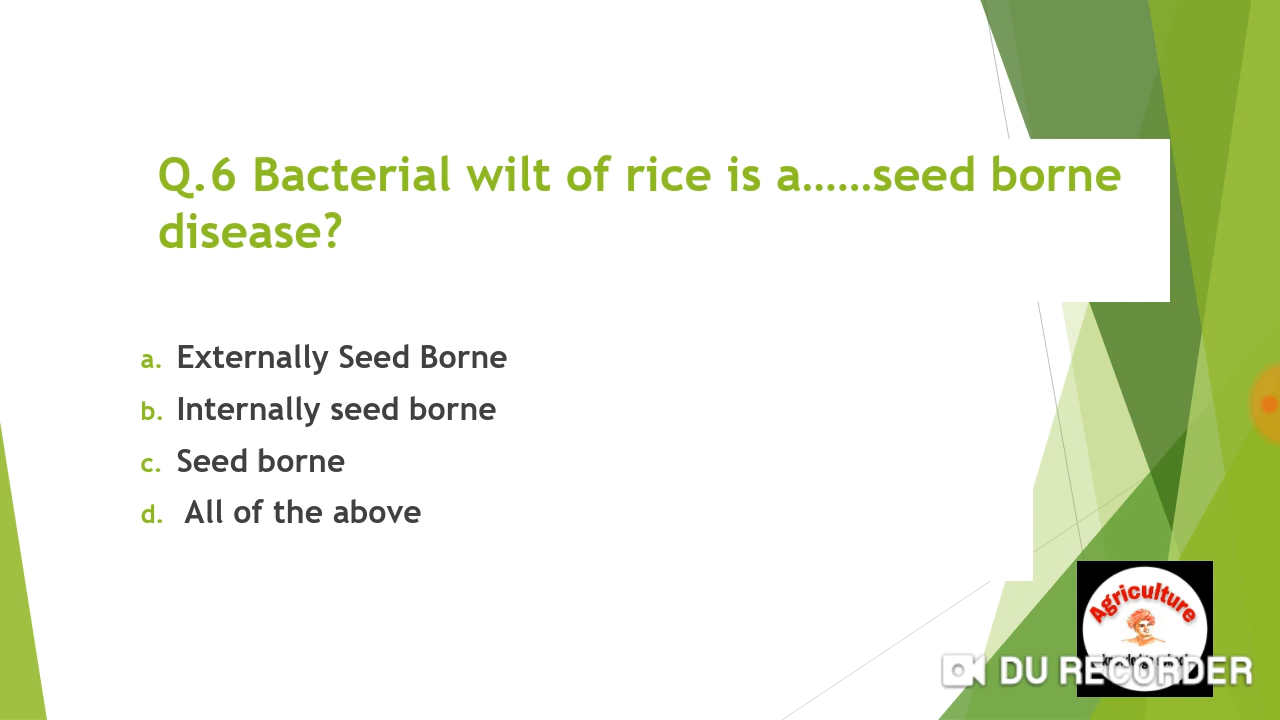 Q.6 Bacterial wilt of rice is a......seed borne
disease?
a. Externally Seed Borne
b. Internally seed borne
c. Seed borne
d. All of the above
Agriculture
DU RECORDER